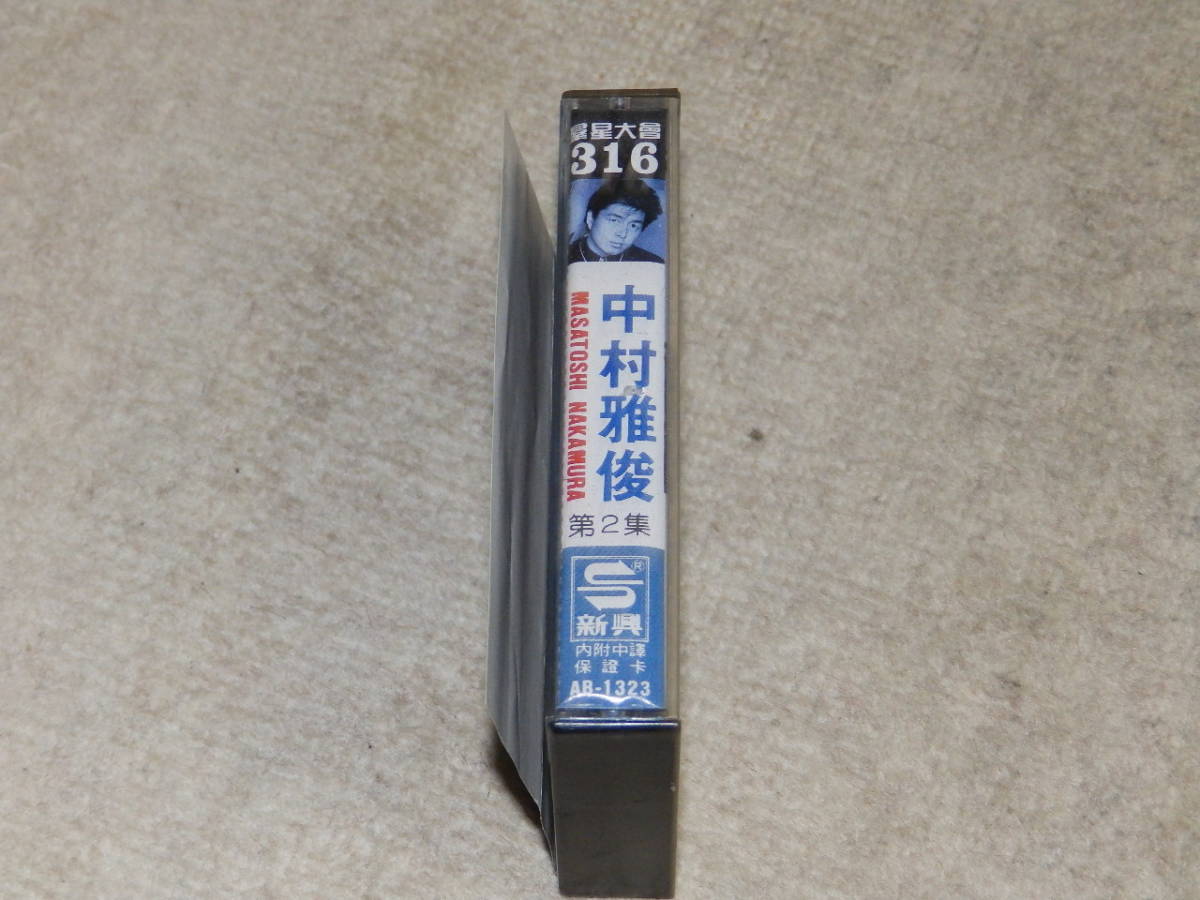 星星大會
316
中村雅俊
MASATOSHI NAKAMURA
第2集
®
新興
內附中譯
保證卡
AB-1323